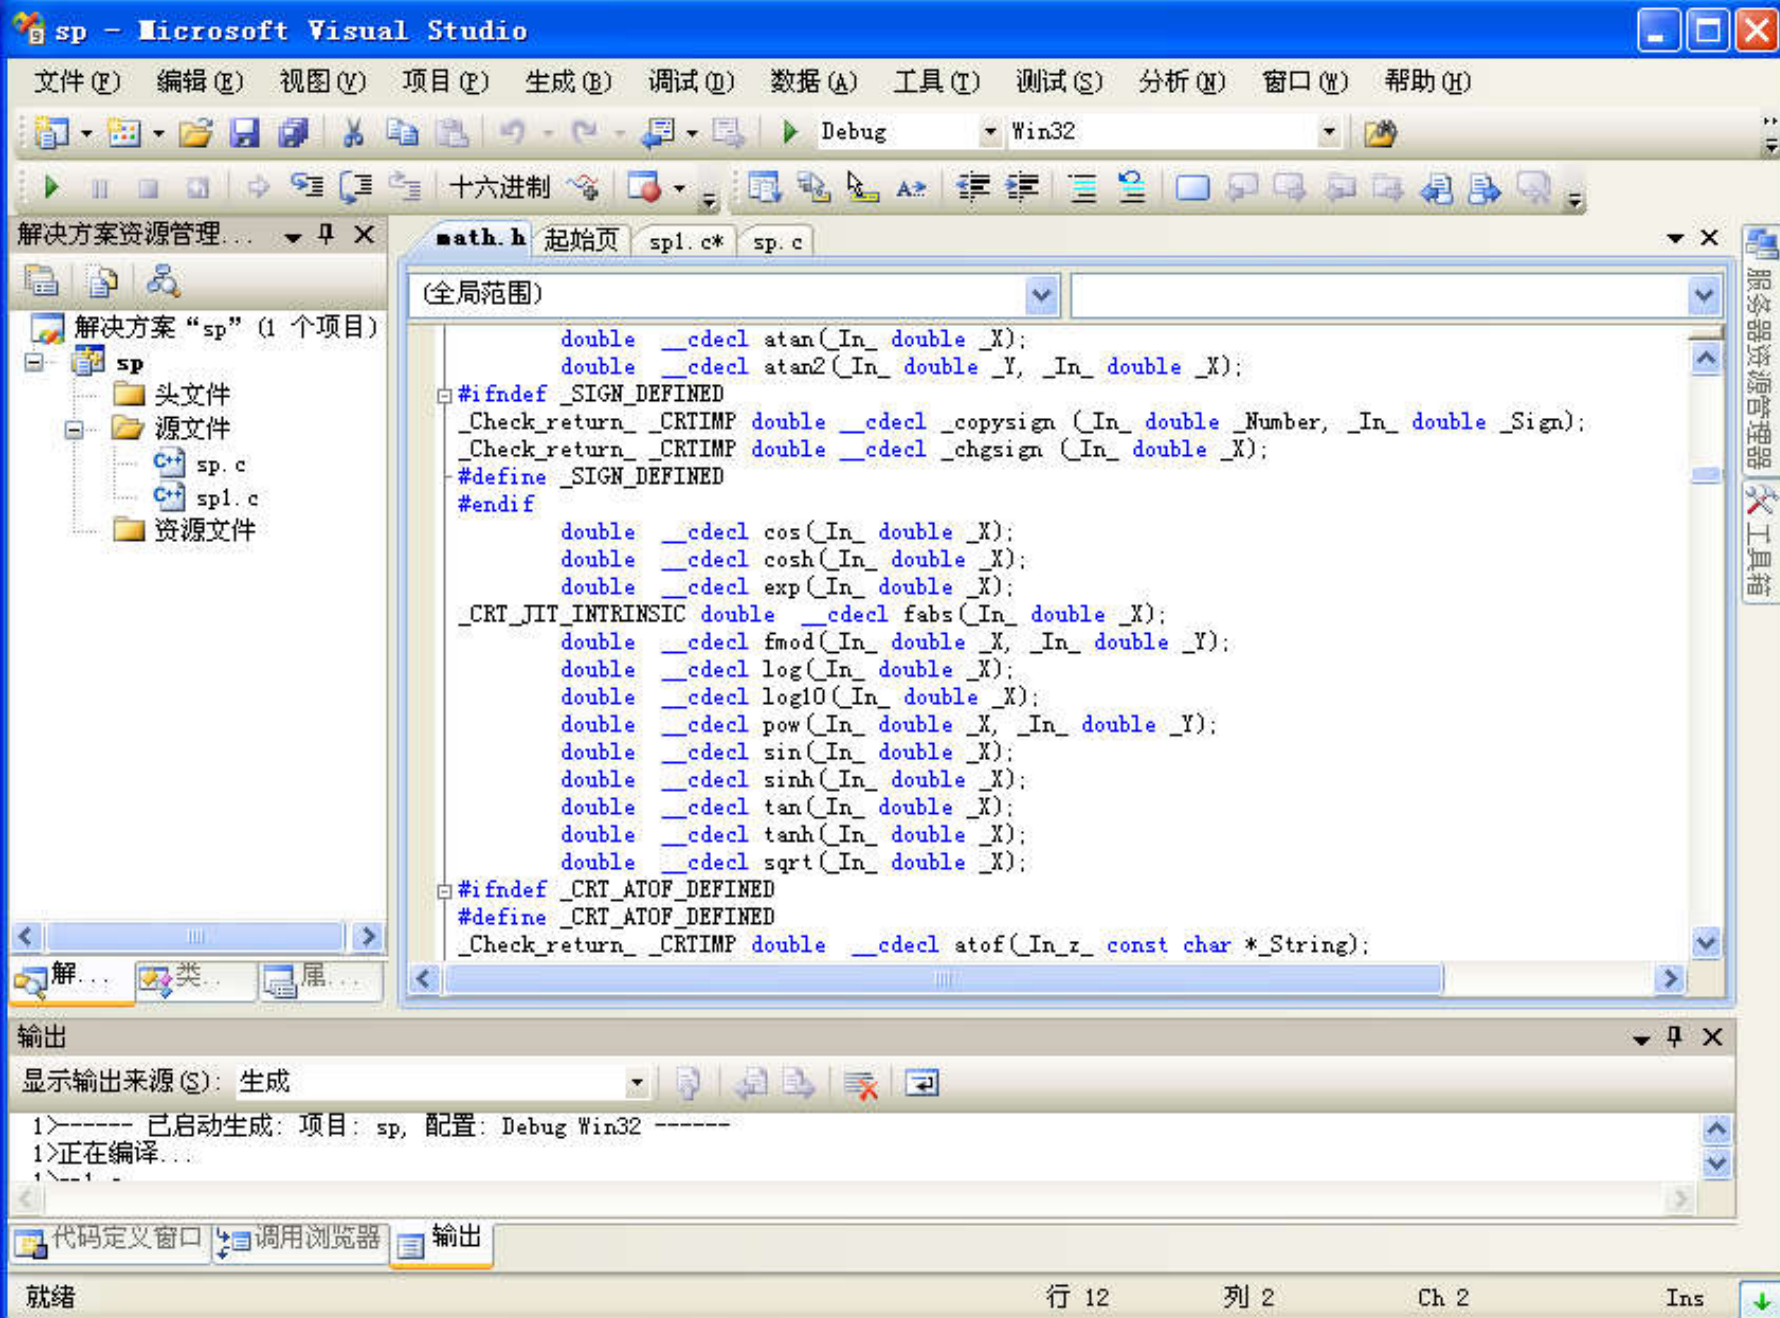 sp - Microsoft Visual Studio
文件(F) 编辑(E) 视图(V) 项目(P) 生成(B) 调试(D) 数据(A) 工具(T) 测试(S) 分析(N) 窗口(W) 帮助(H)
Debug Win32
十六进制
解决方案资源管理...
解决方案“sp”(1 个项目)
sp
头文件
源文件
sp.c
sp1.c
资源文件
解... 类... 属...
math.h 起始页 sp1.c* sp.c
(全局范围)
double __cdecl atan(_In_ double _X);
double __cdecl atan2(_In_ double _Y, _In_ double _X);
#ifndef _SIGN_DEFINED
_Check_return_ _CRTIMP double __cdecl _copysign (_In_ double _Number, _In_ double _Sign);
_Check_return_ _CRTIMP double __cdecl _chgsign (_In_ double _X);
#define _SIGN_DEFINED
#endif
double __cdecl cos(_In_ double _X);
double __cdecl cosh(_In_ double _X);
double __cdecl exp(_In_ double _X);
_CRT_JIT_INTRINSIC double __cdecl fabs(_In_ double _X);
double __cdecl fmod(_In_ double _X, _In_ double _Y);
double __cdecl log(_In_ double _X);
double __cdecl log10(_In_ double _X);
double __cdecl pow(_In_ double _X, _In_ double _Y);
double __cdecl sin(_In_ double _X);
double __cdecl sinh(_In_ double _X);
double __cdecl tan(_In_ double _X);
double __cdecl tanh(_In_ double _X);
double __cdecl sqrt(_In_ double _X);
#ifndef _CRT_ATOF_DEFINED
#define _CRT_ATOF_DEFINED
_Check_return_ _CRTIMP double __cdecl atof(_In_z_ const char *_String);
服务器资源管理器
工具箱
输出
显示输出来源(S): 生成
1>------ 已启动生成: 项目: sp, 配置: Debug Win32 ------
1>正在编译...
代码定义窗口 调用浏览器 输出
就绪 行 12 列 2 Ch 2 Ins